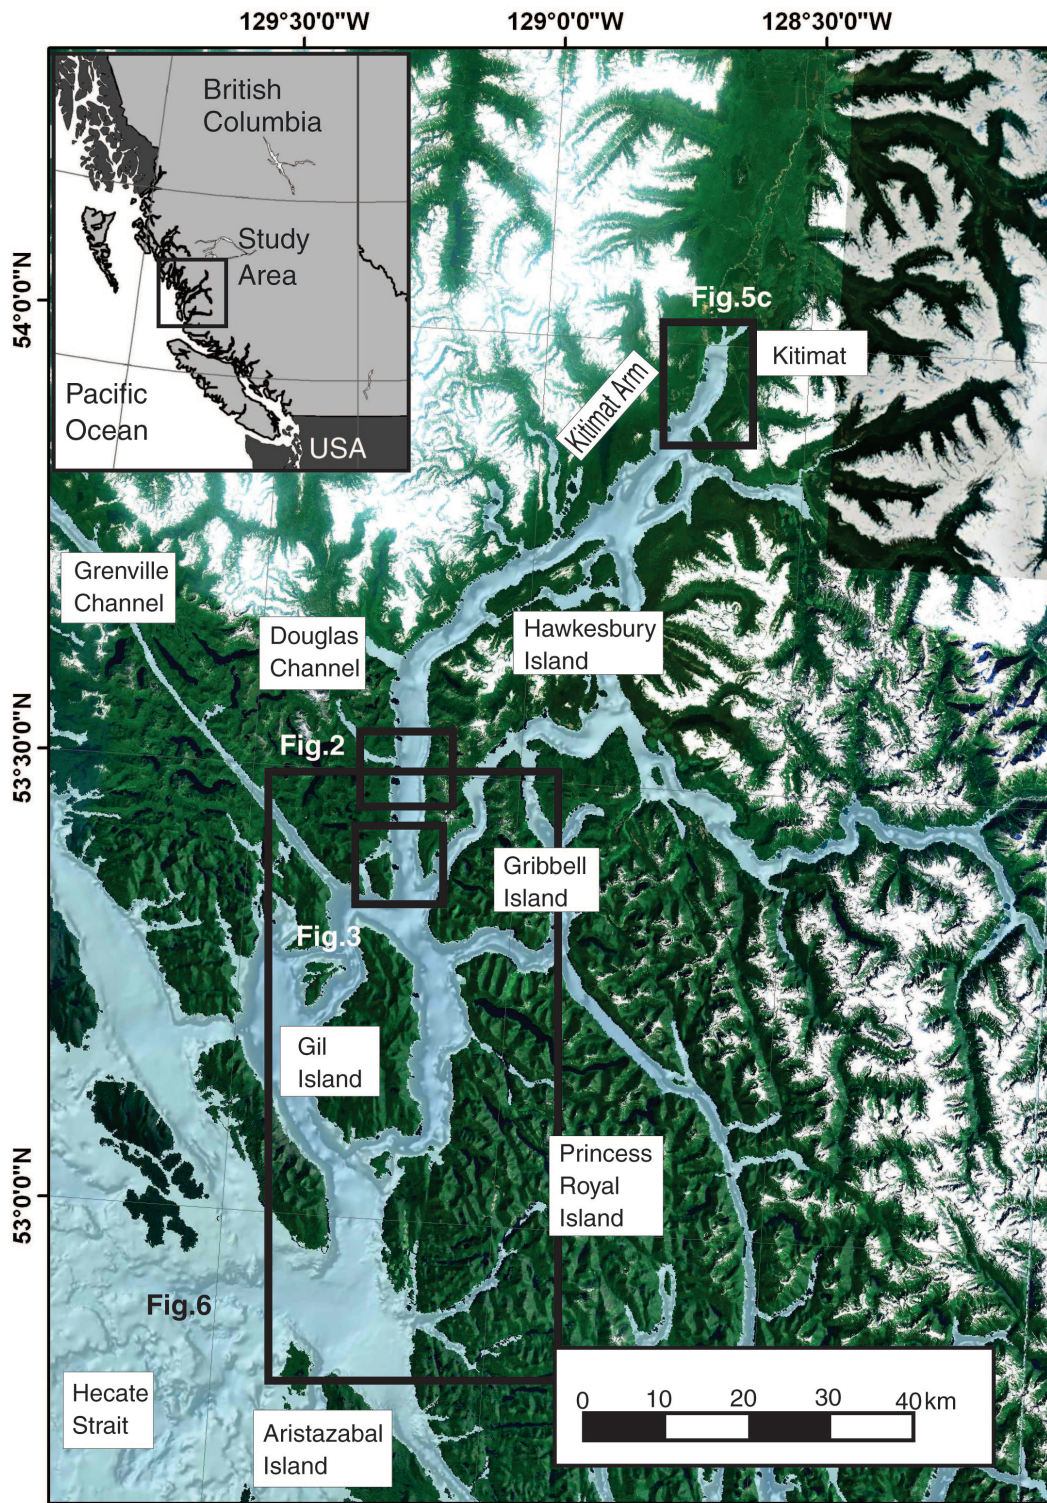 129°30'0"W
129°0'0"W
128°30'0"W
British
Columbia
Study
Area
Pacific
Ocean
USA
54°0'0"N
Fig.5c
Kitimat
Kitimat Arm
Grenville
Channel
Douglas
Channel
Hawkesbury
Island
53°30'0"N
Fig.2
Gribbell
Island
Fig.3
Gil
Island
Princess
Royal
Island
53°0'0"N
Fig.6
Hecate
Strait
Aristazabal
Island
0 10 20 30 40 km